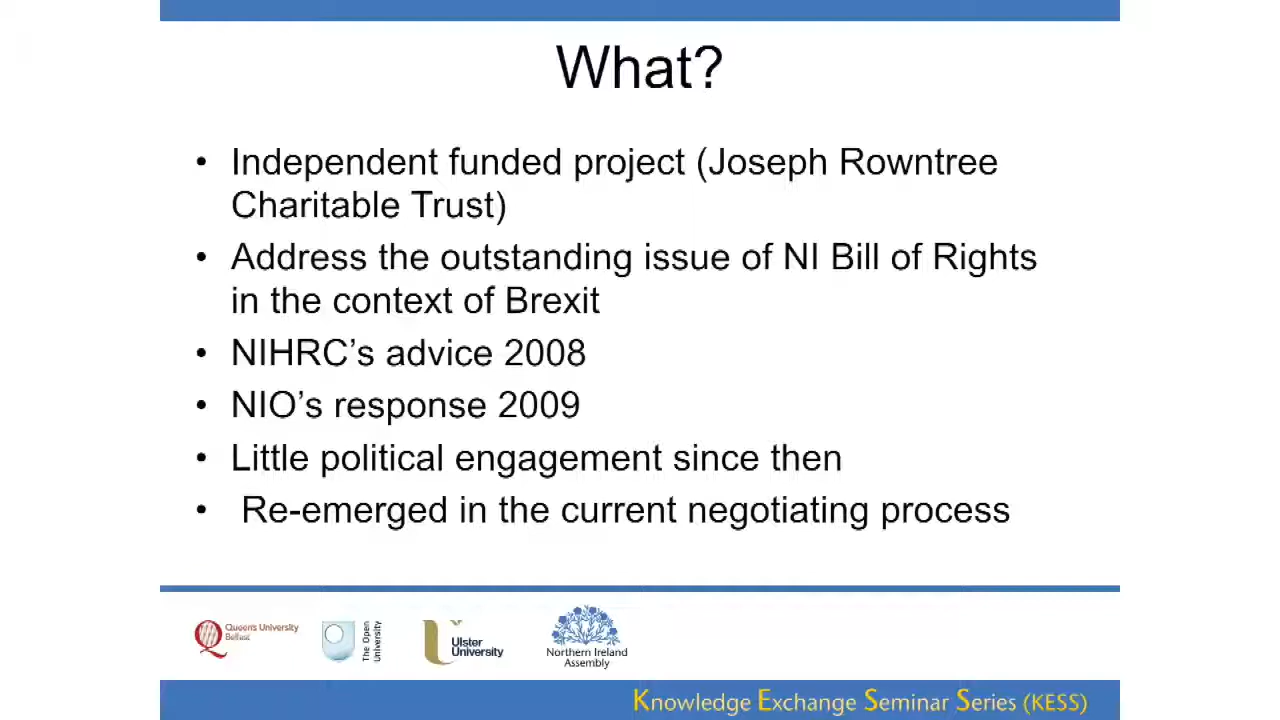 What?
• Independent funded project (Joseph Rowntree
Charitable Trust)
• Address the outstanding issue of NI Bill of Rights
in the context of Brexit
• NIHRC’s advice 2008
• NIO’s response 2009
• Little political engagement since then
• Re-emerged in the current negotiating process
Queen's University
Belfast
The Open
University
Ulster
University
Northern Ireland
Assembly
Knowledge Exchange Seminar Series (KESS)